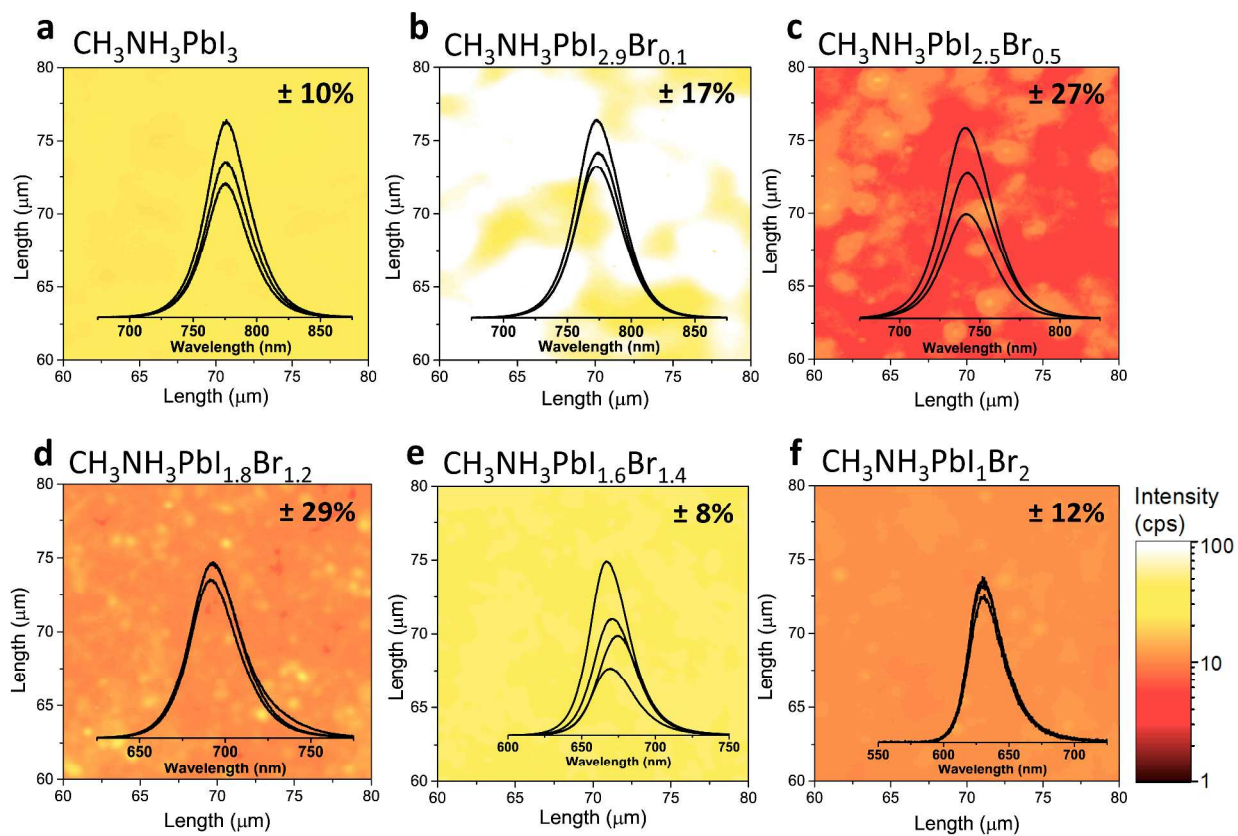 a CH3NH3PbI3
± 10%
80
75
70
65
60
Length (μm)
700 750 800 850
Wavelength (nm)
60 65 70 75 80
Length (μm)
b CH3NH3PbI2.9Br0.1
± 17%
80
75
70
65
60
Length (μm)
700 750 800 850
Wavelength (nm)
60 65 70 75 80
Length (μm)
c CH3NH3PbI2.5Br0.5
± 27%
80
75
70
65
60
Length (μm)
700 750 800
Wavelength (nm)
60 65 70 75 80
Length (μm)
d CH3NH3PbI1.8Br1.2
± 29%
80
75
70
65
60
Length (μm)
650 700 750
Wavelength (nm)
60 65 70 75 80
Length (μm)
e CH3NH3PbI1.6Br1.4
± 8%
80
75
70
65
60
Length (μm)
600 650 700 750
Wavelength (nm)
60 65 70 75 80
Length (μm)
f CH3NH3PbI1Br2
± 12%
80
75
70
65
60
Length (μm)
550 600 650 700
Wavelength (nm)
60 65 70 75 80
Length (μm)
Intensity
(cps)
100
10
1